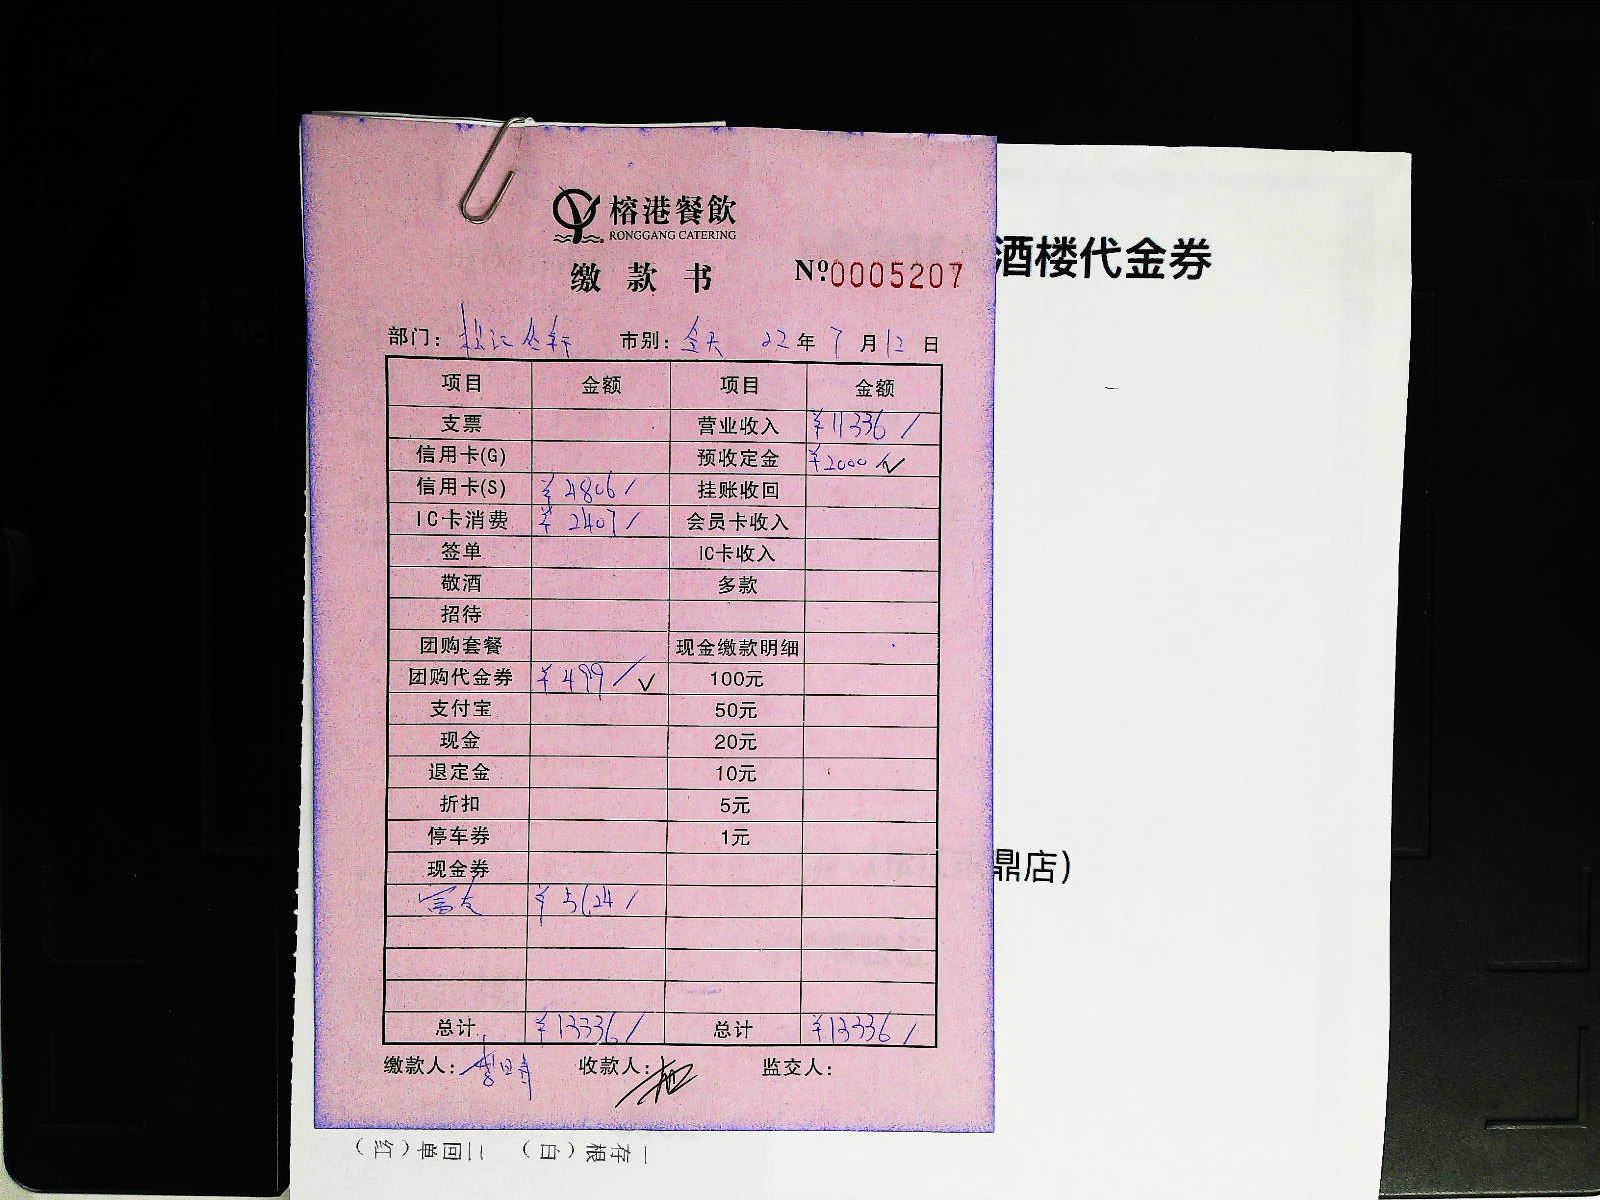 榕港餐飲
RONGGANG CATERING
缴款书 №0005207
酒楼代金券
部门: 市别: 全天 22年7月12日
项目 金额 项目 金额
支票 营业收入 ¥11336/
信用卡(G) 预收定金 ¥2000/
信用卡(S) ¥4806/ 挂账收回
IC卡消费 ¥2407/ 会员卡收入
签单 IC卡收入
敬酒 多款
招待
团购套餐 现金缴款明细
团购代金券 ¥499/ 100元
支付宝 50元
现金 20元
退定金 10元
折扣 5元
停车券 1元
现金券
鼎店)
富友 ¥5624/
总计 ¥13336/ 总计 ¥13336/
缴款人: 收款人: 监交人:
一存根(白) 二回单(红)